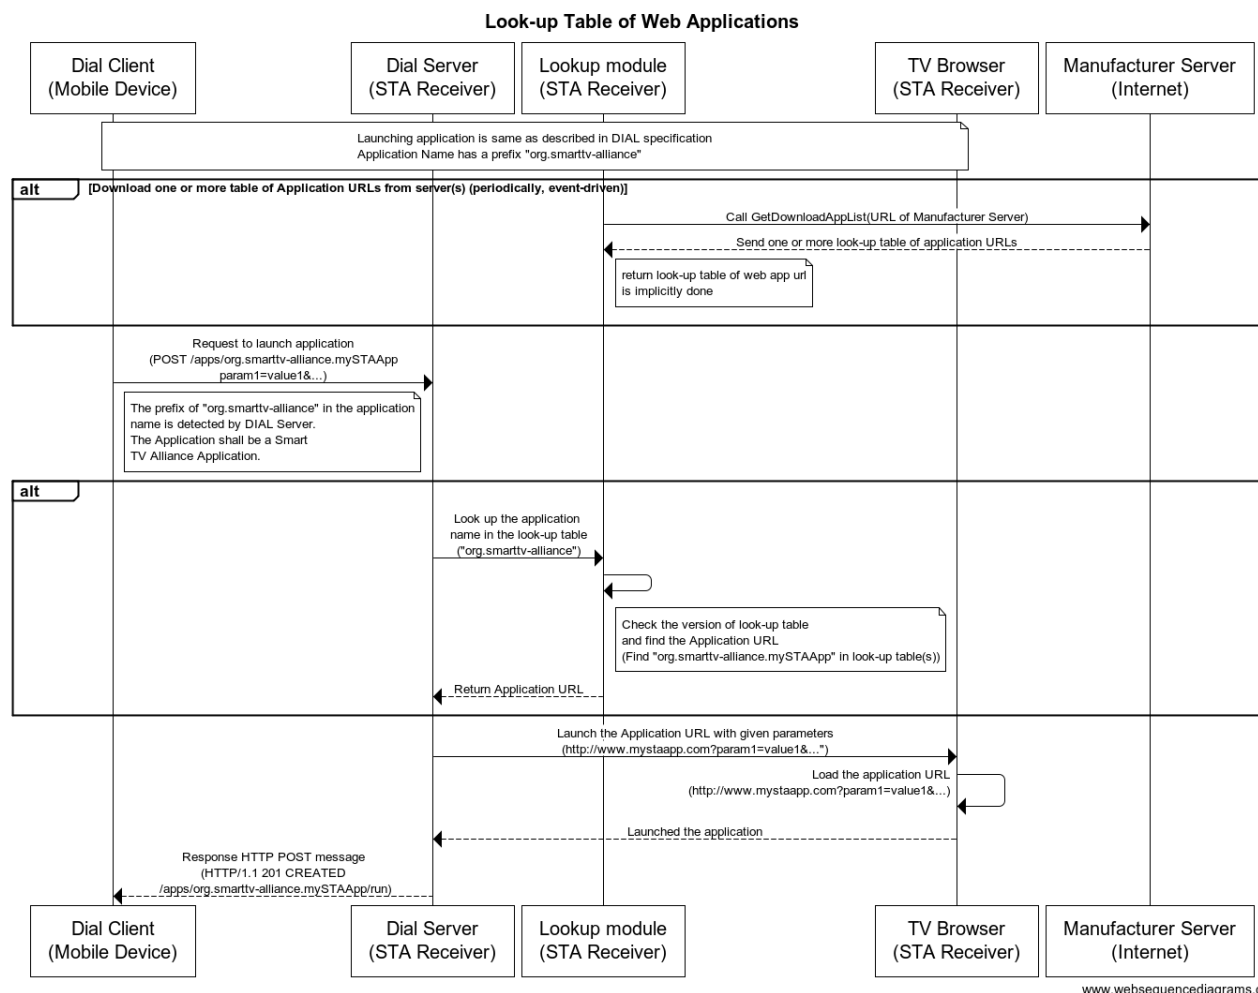 Look-up Table of Web Applications
Dial Client
(Mobile Device)
Dial Server
(STA Receiver)
Lookup module
(STA Receiver)
TV Browser
(STA Receiver)
Manufacturer Server
(Internet)
Launching application is same as described in DIAL specification
Application Name has a prefix "org.smarttv-alliance"
alt
[Download one or more table of Application URLs from server(s) (periodically, event-driven)]
Call GetDownloadAppList(URL of Manufacturer Server)
Send one or more look-up table of application URLs
return look-up table of web app url
is implicitly done
Request to launch application
(POST /apps/org.smarttv-alliance.mySTAApp
param1=value1&...)
The prefix of "org.smarttv-alliance" in the application
name is detected by DIAL Server.
The Application shall be a Smart
TV Alliance Application.
alt
Look up the application
name in the look-up table
("org.smarttv-alliance")
Check the version of look-up table
and find the Application URL
(Find "org.smarttv-alliance.mySTAApp" in look-up table(s))
Return Application URL
Launch the Application URL with given parameters
(http://www.mystaapp.com?param1=value1&...")
Load the application URL
(http://www.mystaapp.com?param1=value1&...)
Launched the application
Response HTTP POST message
(HTTP/1.1 201 CREATED
/apps/org.smarttv-alliance.mySTAApp/run)
Dial Client
(Mobile Device)
Dial Server
(STA Receiver)
Lookup module
(STA Receiver)
TV Browser
(STA Receiver)
Manufacturer Server
(Internet)
www.websequencediagrams.c